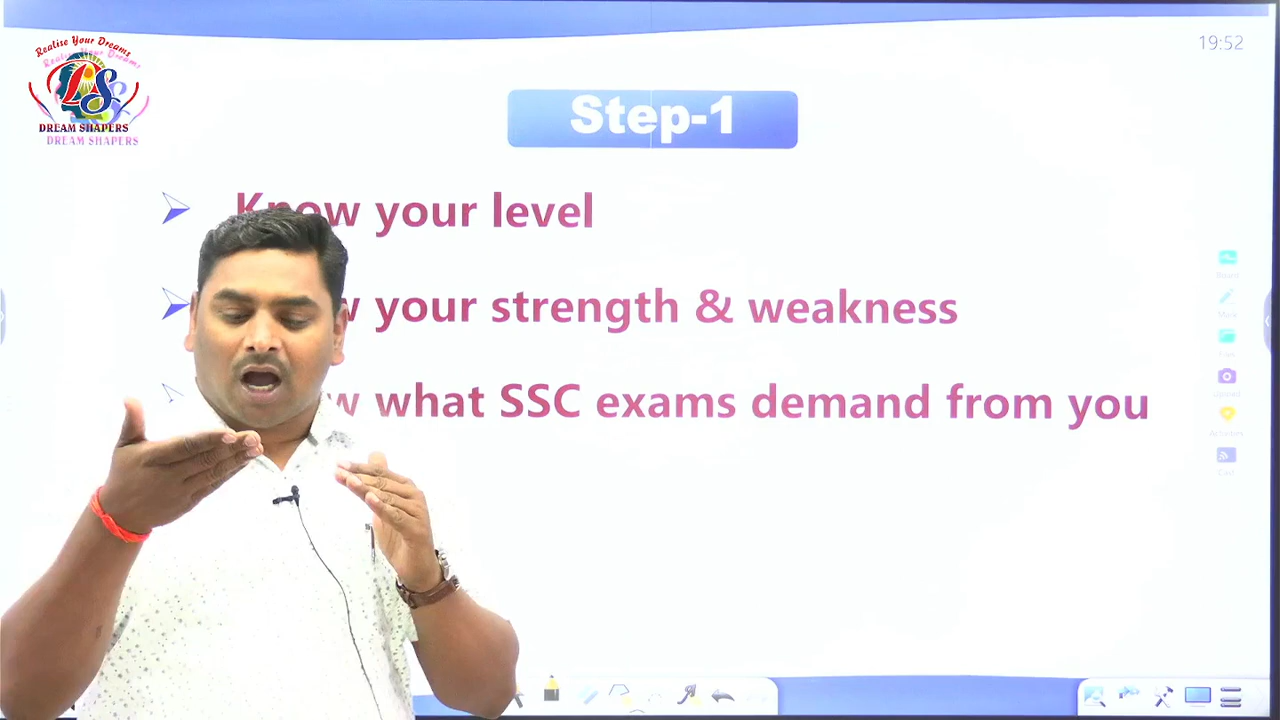 Realise Your Dreams
LS
DREAM SHAPERS
DREAM SHAPERS
19:52
Step-1
Know your level
your strength & weakness
what SSC exams demand from you